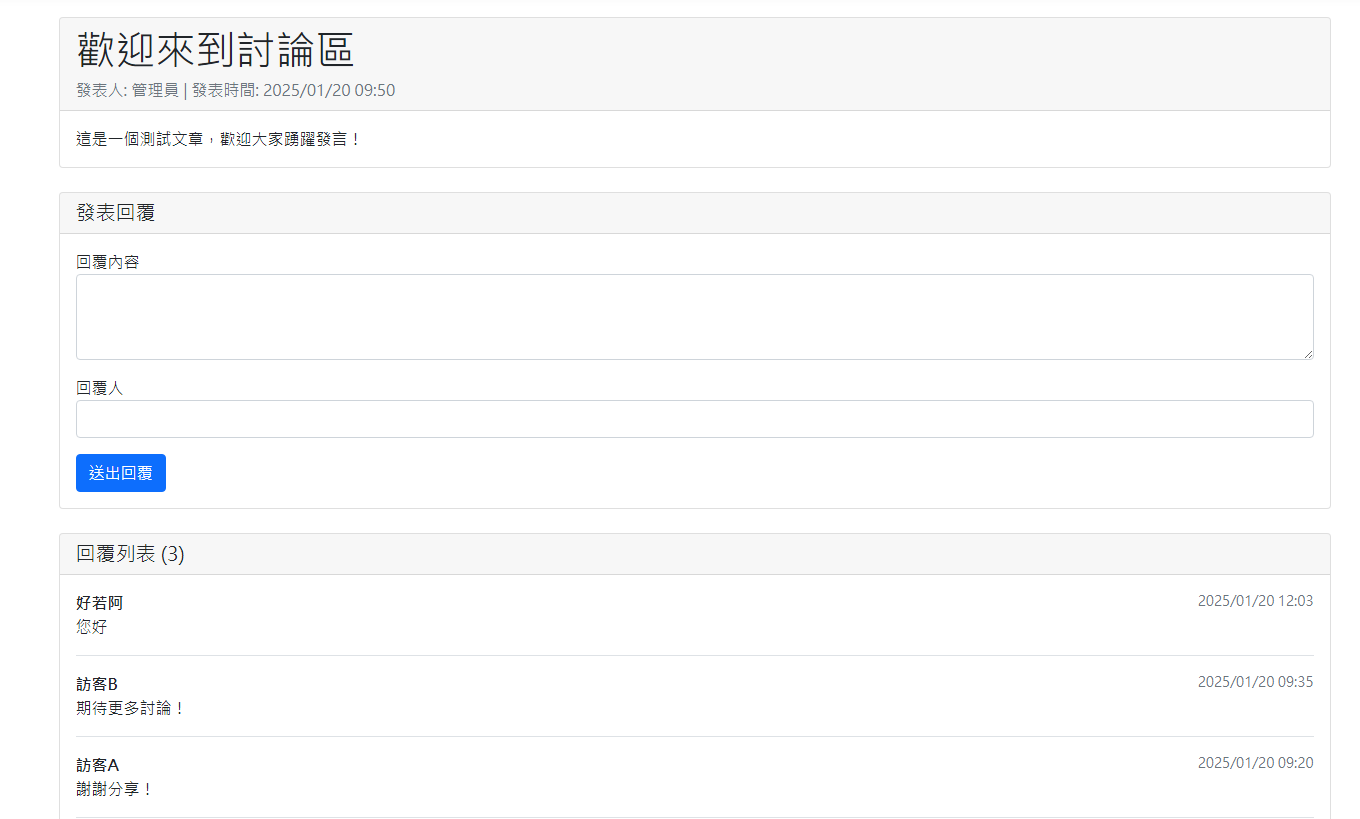 歡迎來到討論區
發表人: 管理員 | 發表時間: 2025/01/20 09:50
這是一個測試文章，歡迎大家踴躍發言！
發表回覆
回覆內容
回覆人
送出回覆
回覆列表 (3)
好若阿
2025/01/20 12:03
您好
訪客B
2025/01/20 09:35
期待更多討論！
訪客A
2025/01/20 09:20
謝謝分享！